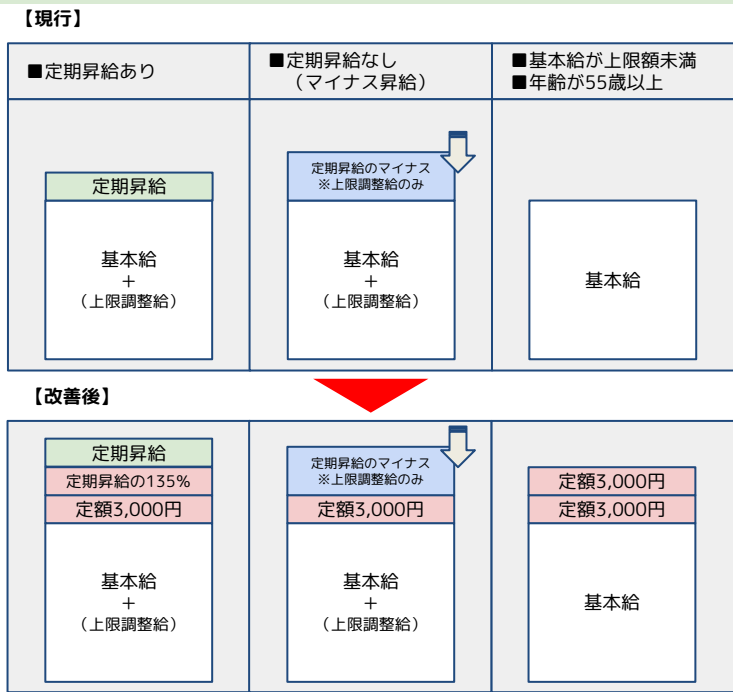 【現行】
■定期昇給あり
■定期昇給なし
（マイナス昇給）
■基本給が上限額未満
■年齢が55歳以上
定期昇給
基本給
+
（上限調整給）
定期昇給のマイナス
※上限調整給のみ
基本給
+
（上限調整給）
基本給
【改善後】
定期昇給
定期昇給の135%
定額3,000円
基本給
+
（上限調整給）
定期昇給のマイナス
※上限調整給のみ
定額3,000円
基本給
+
（上限調整給）
定額3,000円
定額3,000円
基本給